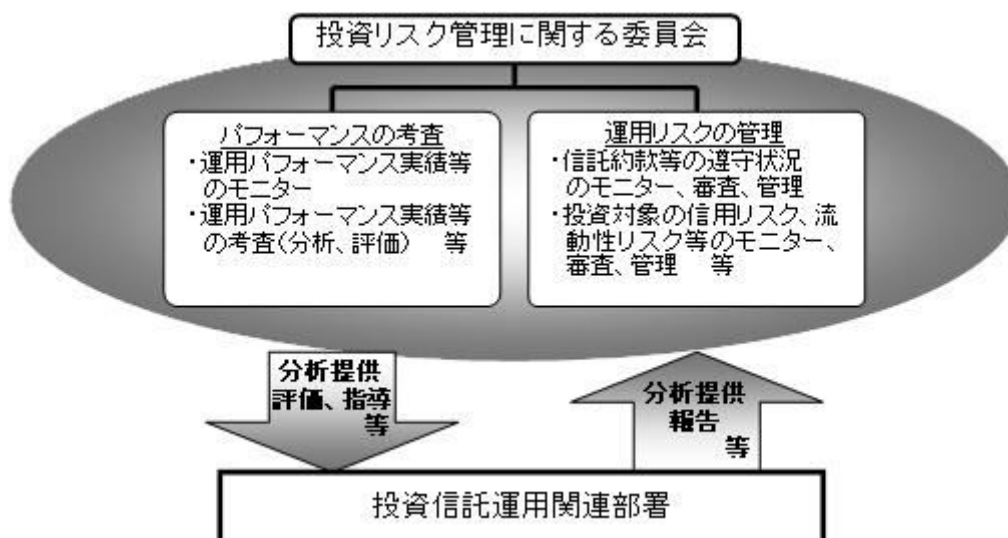 投資リスク管理に関する委員会
パフォーマンスの考査
・運用パフォーマンス実績等
のモニター
・運用パフォーマンス実績等
の考査(分析、評価) 等
運用リスクの管理
・信託約款等の遵守状況
のモニター、審査、管理
・投資対象の信用リスク、流
動性リスク等のモニター、
審査、管理 等
分析提供
評価、指導
等
分析提供
報告
等
投資信託運用関連部署